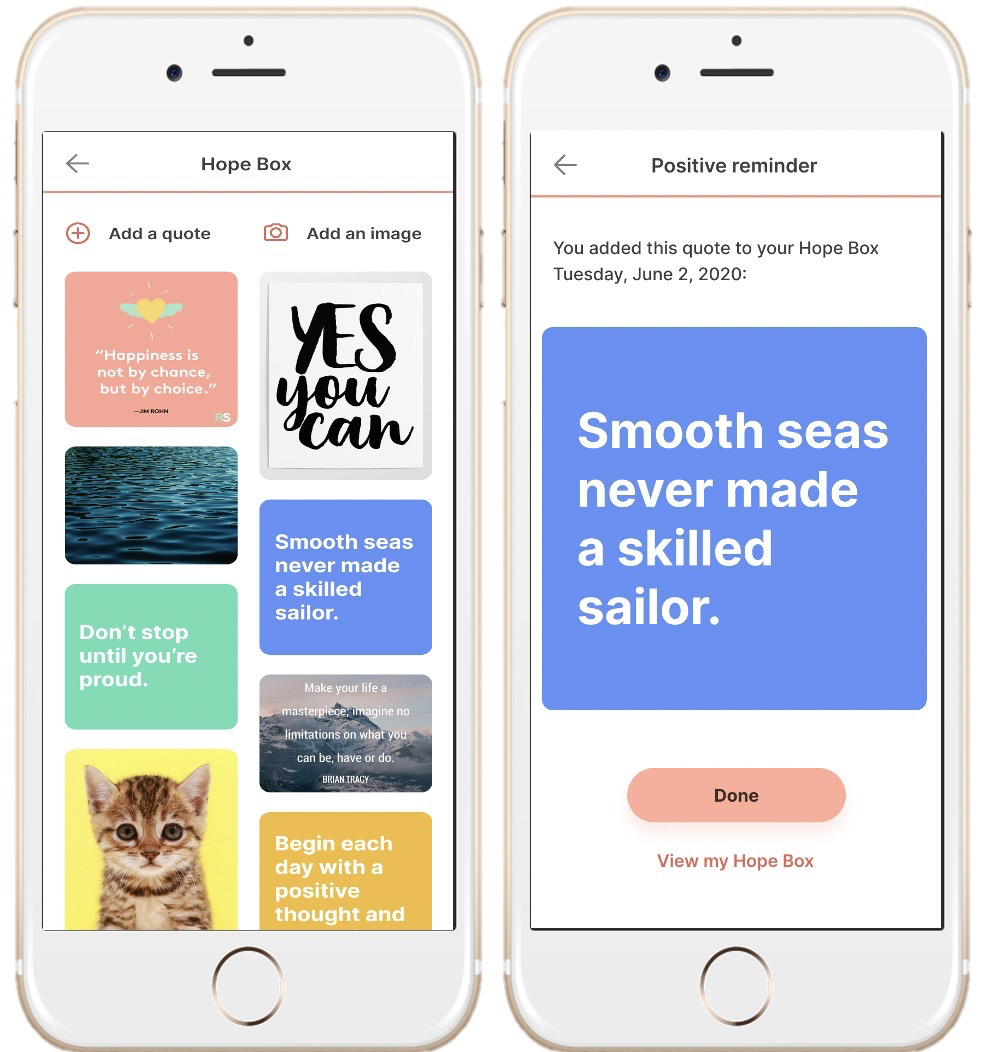 Hope Box
Add a quote
Add an image
“Happiness is
not by chance,
but by choice.”
—JIM ROHN
RS
YES
you
can
Smooth seas
never made
a skilled
sailor.
Don’t stop
until you’re
proud.
Make your life a
masterpiece; imagine no
limitations on what you
can be, have or do.
BRIAN TRACY
Begin each
day with a
positive
thought and
Positive reminder
You added this quote to your Hope Box
Tuesday, June 2, 2020:
Smooth seas
never made
a skilled
sailor.
Done
View my Hope Box